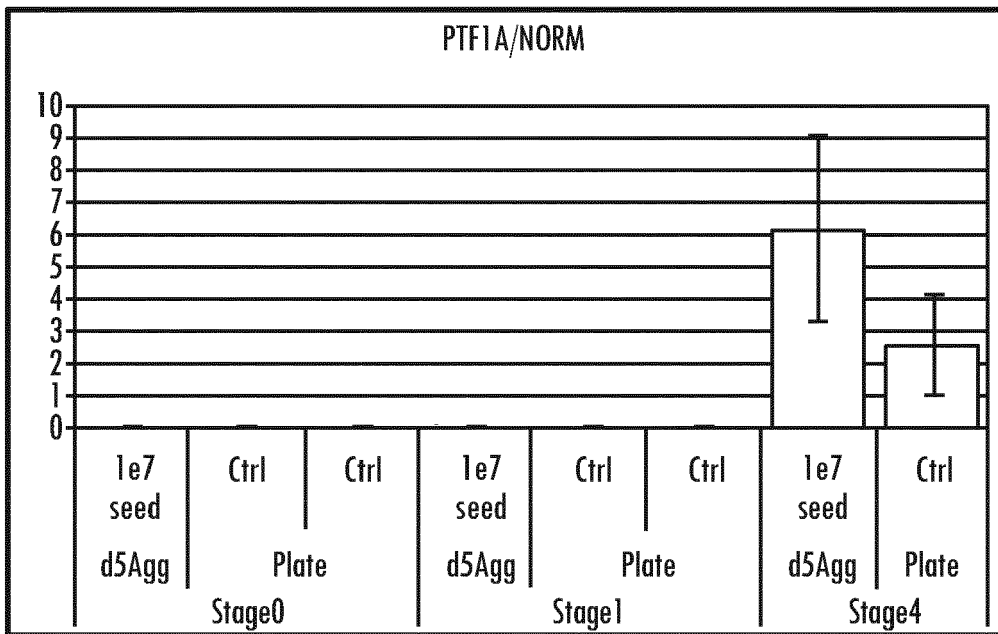 PTF1A/NORM
10
9
8
7
6
5
4
3
2
1
0
1e7 Ctrl Ctrl 1e7 Ctrl Ctrl 1e7 Ctrl
seed seed seed
d5Agg Plate d5Agg Plate d5Agg Plate
Stage0 Stage1 Stage4